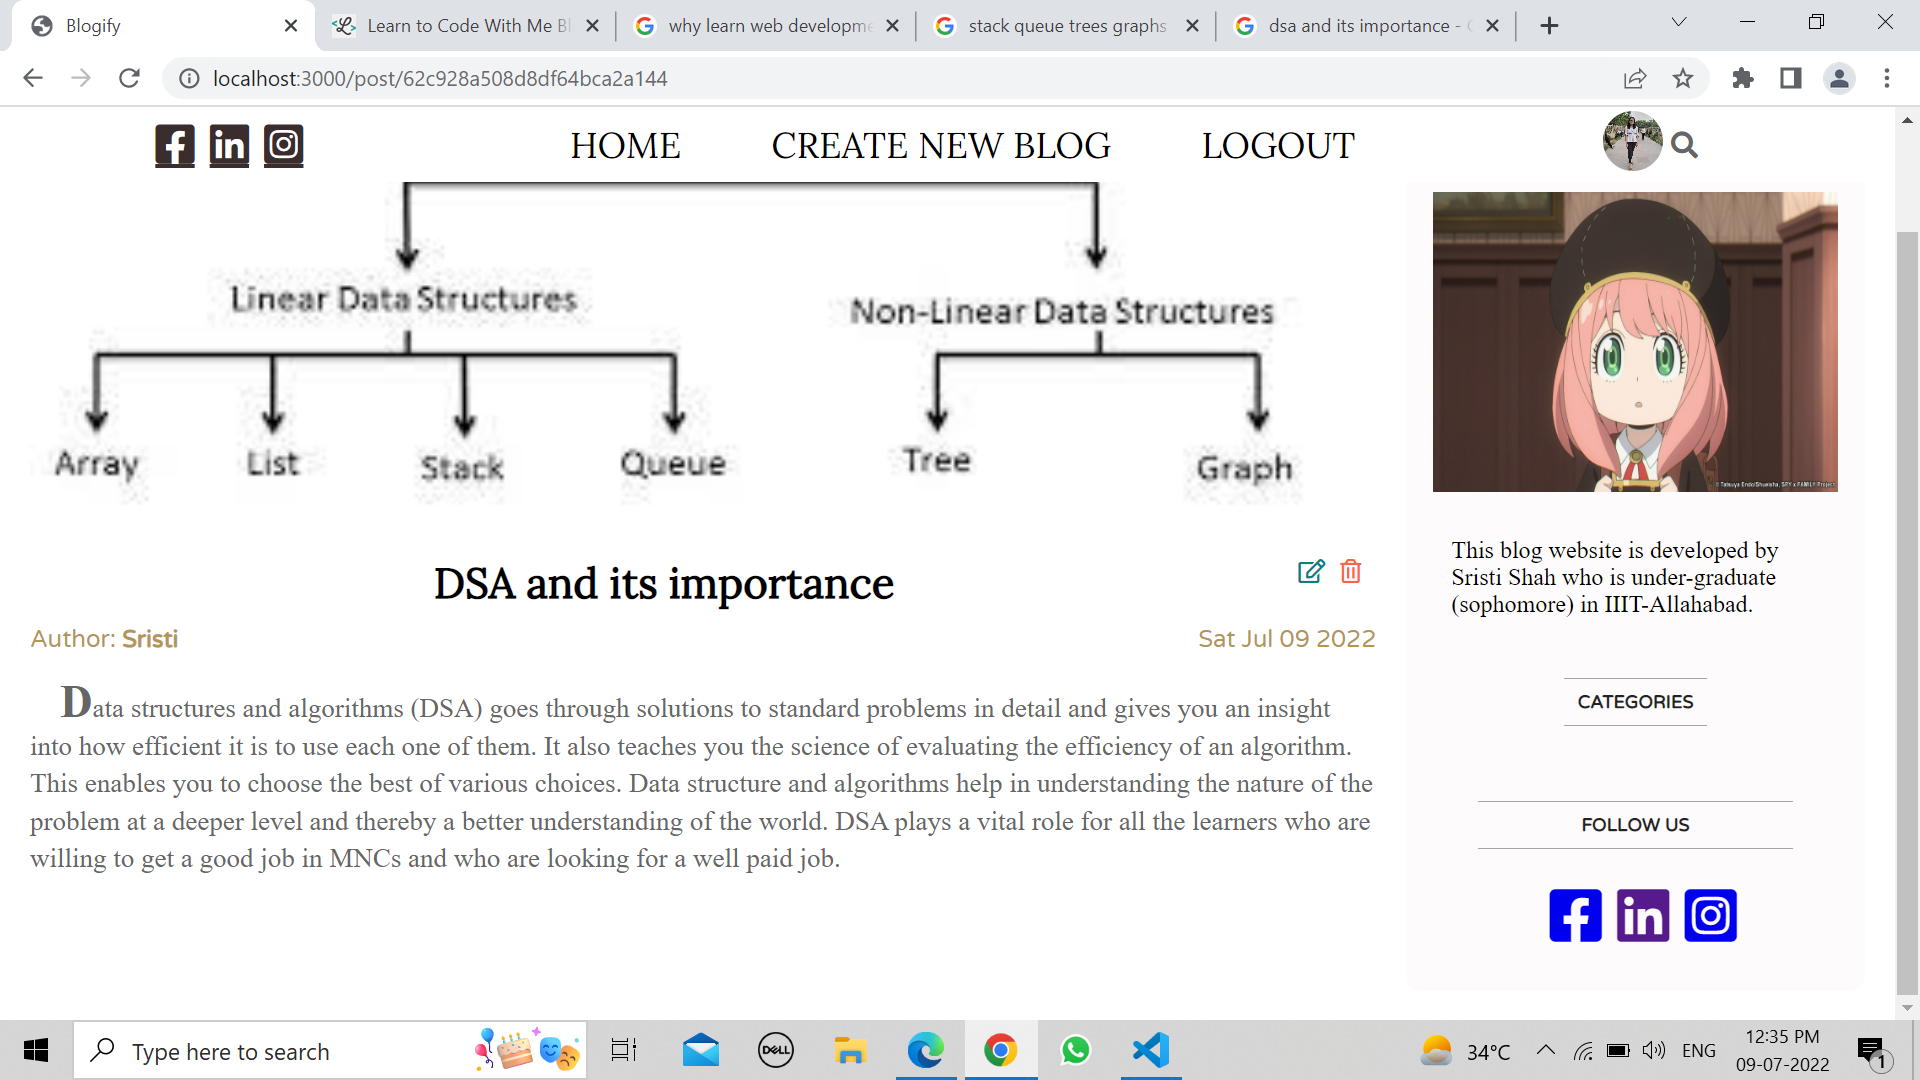 Blogify
Learn to Code With Me Bl
why learn web developme
stack queue trees graphs
dsa and its importance - G
localhost:3000/post/62c928a508d8df64bca2a144
HOME
CREATE NEW BLOG
LOGOUT
Linear Data Structures
Non-Linear Data Structures
Array
List
Stack
Queue
Tree
Graph
© Tatsuya Endo/Shueisha, SPY x FAMILY Project
DSA and its importance
Author: Sristi
Sat Jul 09 2022
Data structures and algorithms (DSA) goes through solutions to standard problems in detail and gives you an insight
into how efficient it is to use each one of them. It also teaches you the science of evaluating the efficiency of an algorithm.
This enables you to choose the best of various choices. Data structure and algorithms help in understanding the nature of the
problem at a deeper level and thereby a better understanding of the world. DSA plays a vital role for all the learners who are
willing to get a good job in MNCs and who are looking for a well paid job.
This blog website is developed by
Sristi Shah who is under-graduate
(sophomore) in IIIT-Allahabad.
CATEGORIES
FOLLOW US
Type here to search
DELL
34°C
ENG
12:35 PM
09-07-2022
1